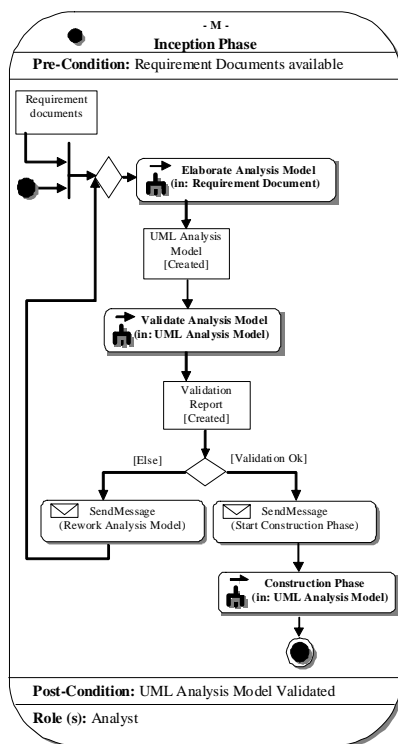 - M -
Inception Phase
Pre-Condition: Requirement Documents available
Requirement
documents
Elaborate Analysis Model
(in: Requirement Document)
UML Analysis
Model
[Created]
Validate Analysis Model
(in: UML Analysis Model)
Validation
Report
[Created]
[Else]
[Validation Ok]
SendMessage
(Rework Analysis Model)
SendMessage
(Start Construction Phase)
Construction Phase
(in: UML Analysis Model)
Post-Condition: UML Analysis Model Validated
Role (s): Analyst